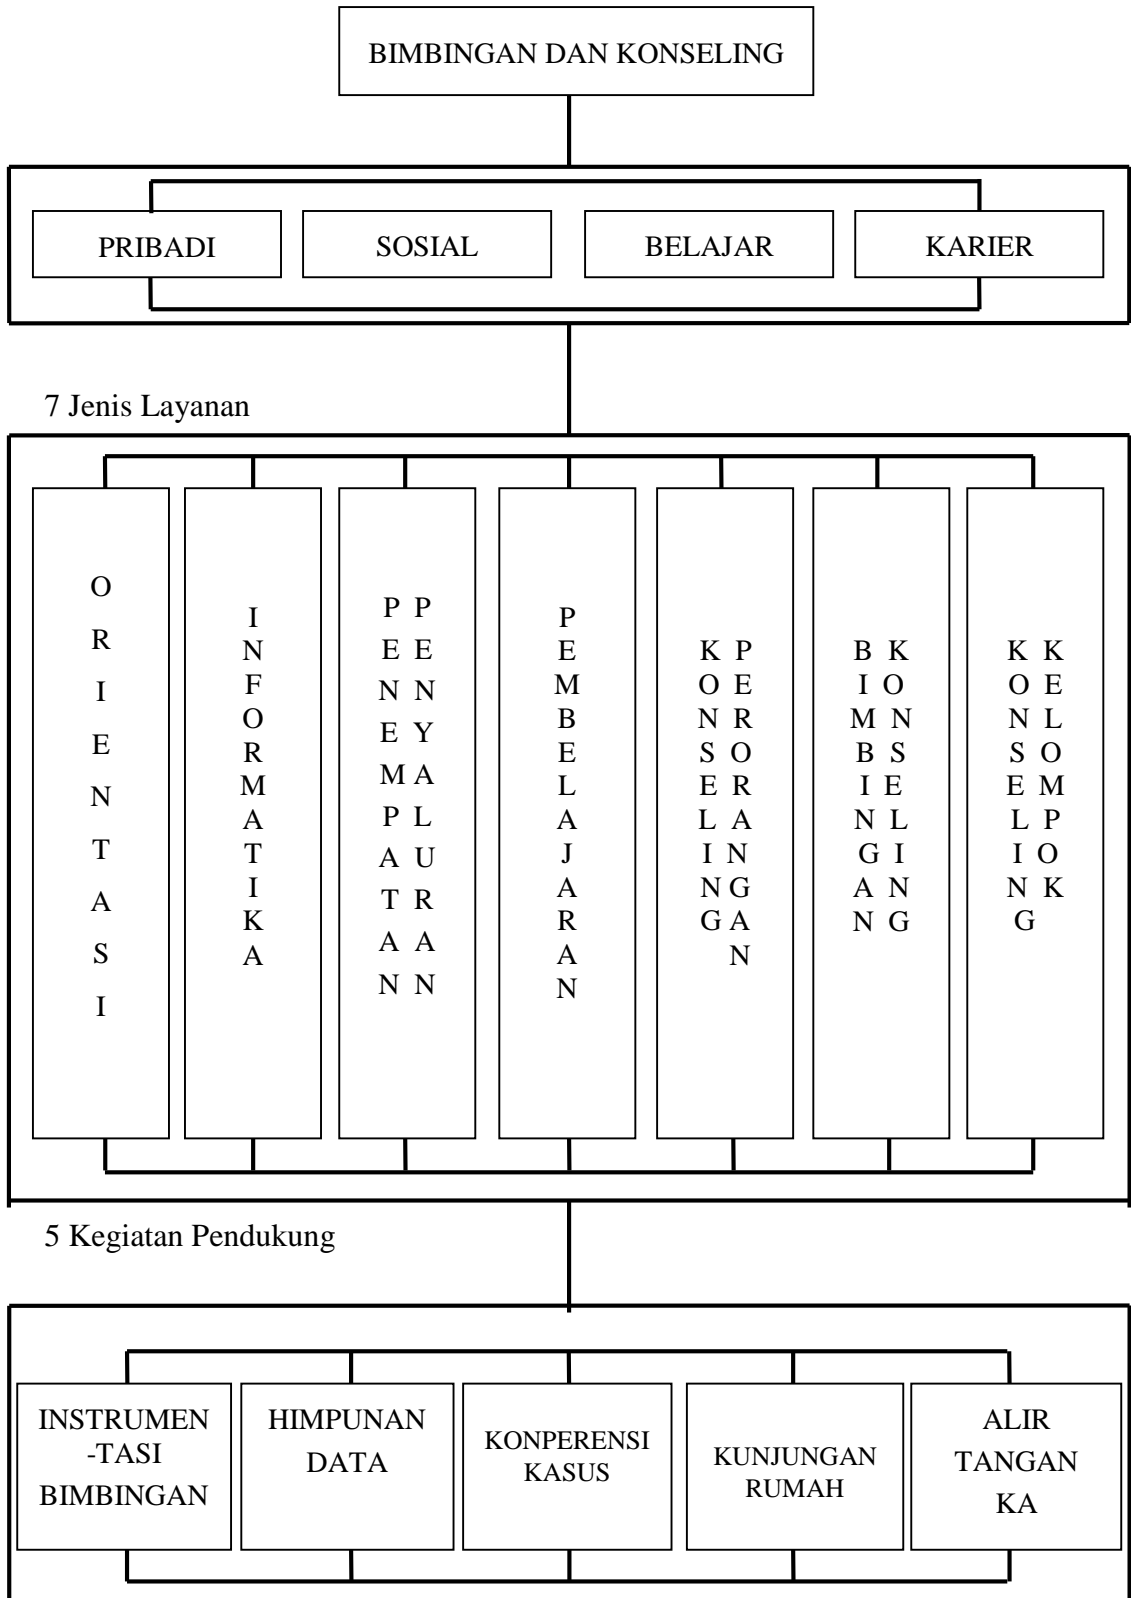 BIMBINGAN DAN KONSELING
PRIBADI
SOSIAL
BELAJAR
KARIER
7 Jenis Layanan
ORIENTASI
INFORMATIKA
PENEMPATAN
PENYALURAN
PEMBELAJARAN
KONSELING
PERORANGAN
BIMBINGAN
KONSELING
KONSELING
KELOMPOK
5 Kegiatan Pendukung
INSTRUMEN
-TASI
BIMBINGAN
HIMPUNAN
DATA
KONPERENSI
KASUS
KUNJUNGAN
RUMAH
ALIR
TANGAN
KA